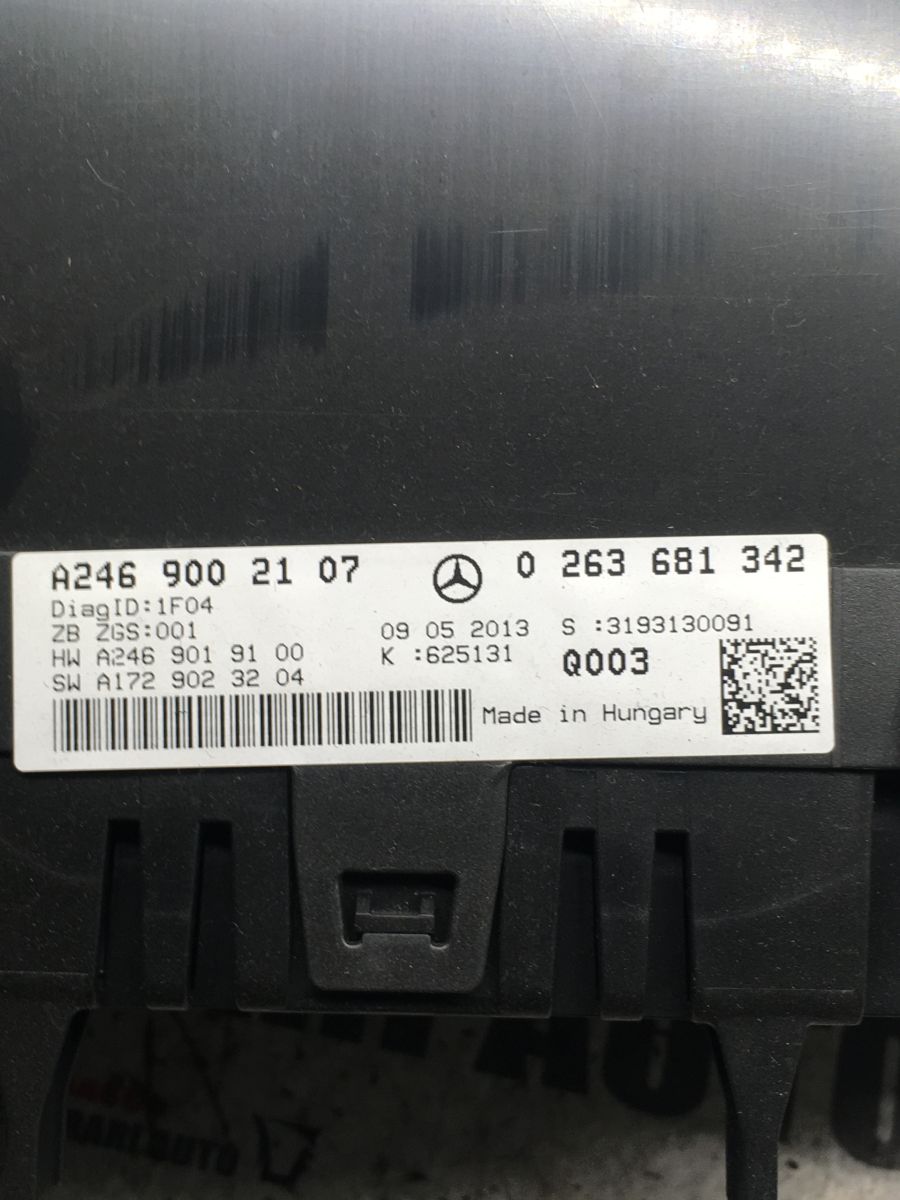 A246 900 21 07 0 263 681 342
DiagID:1F04
ZB ZGS:001 09 05 2013 S :3193130091
HW A246 901 91 00 K :625131 Q003
SW A172 902 32 04
Made in Hungary